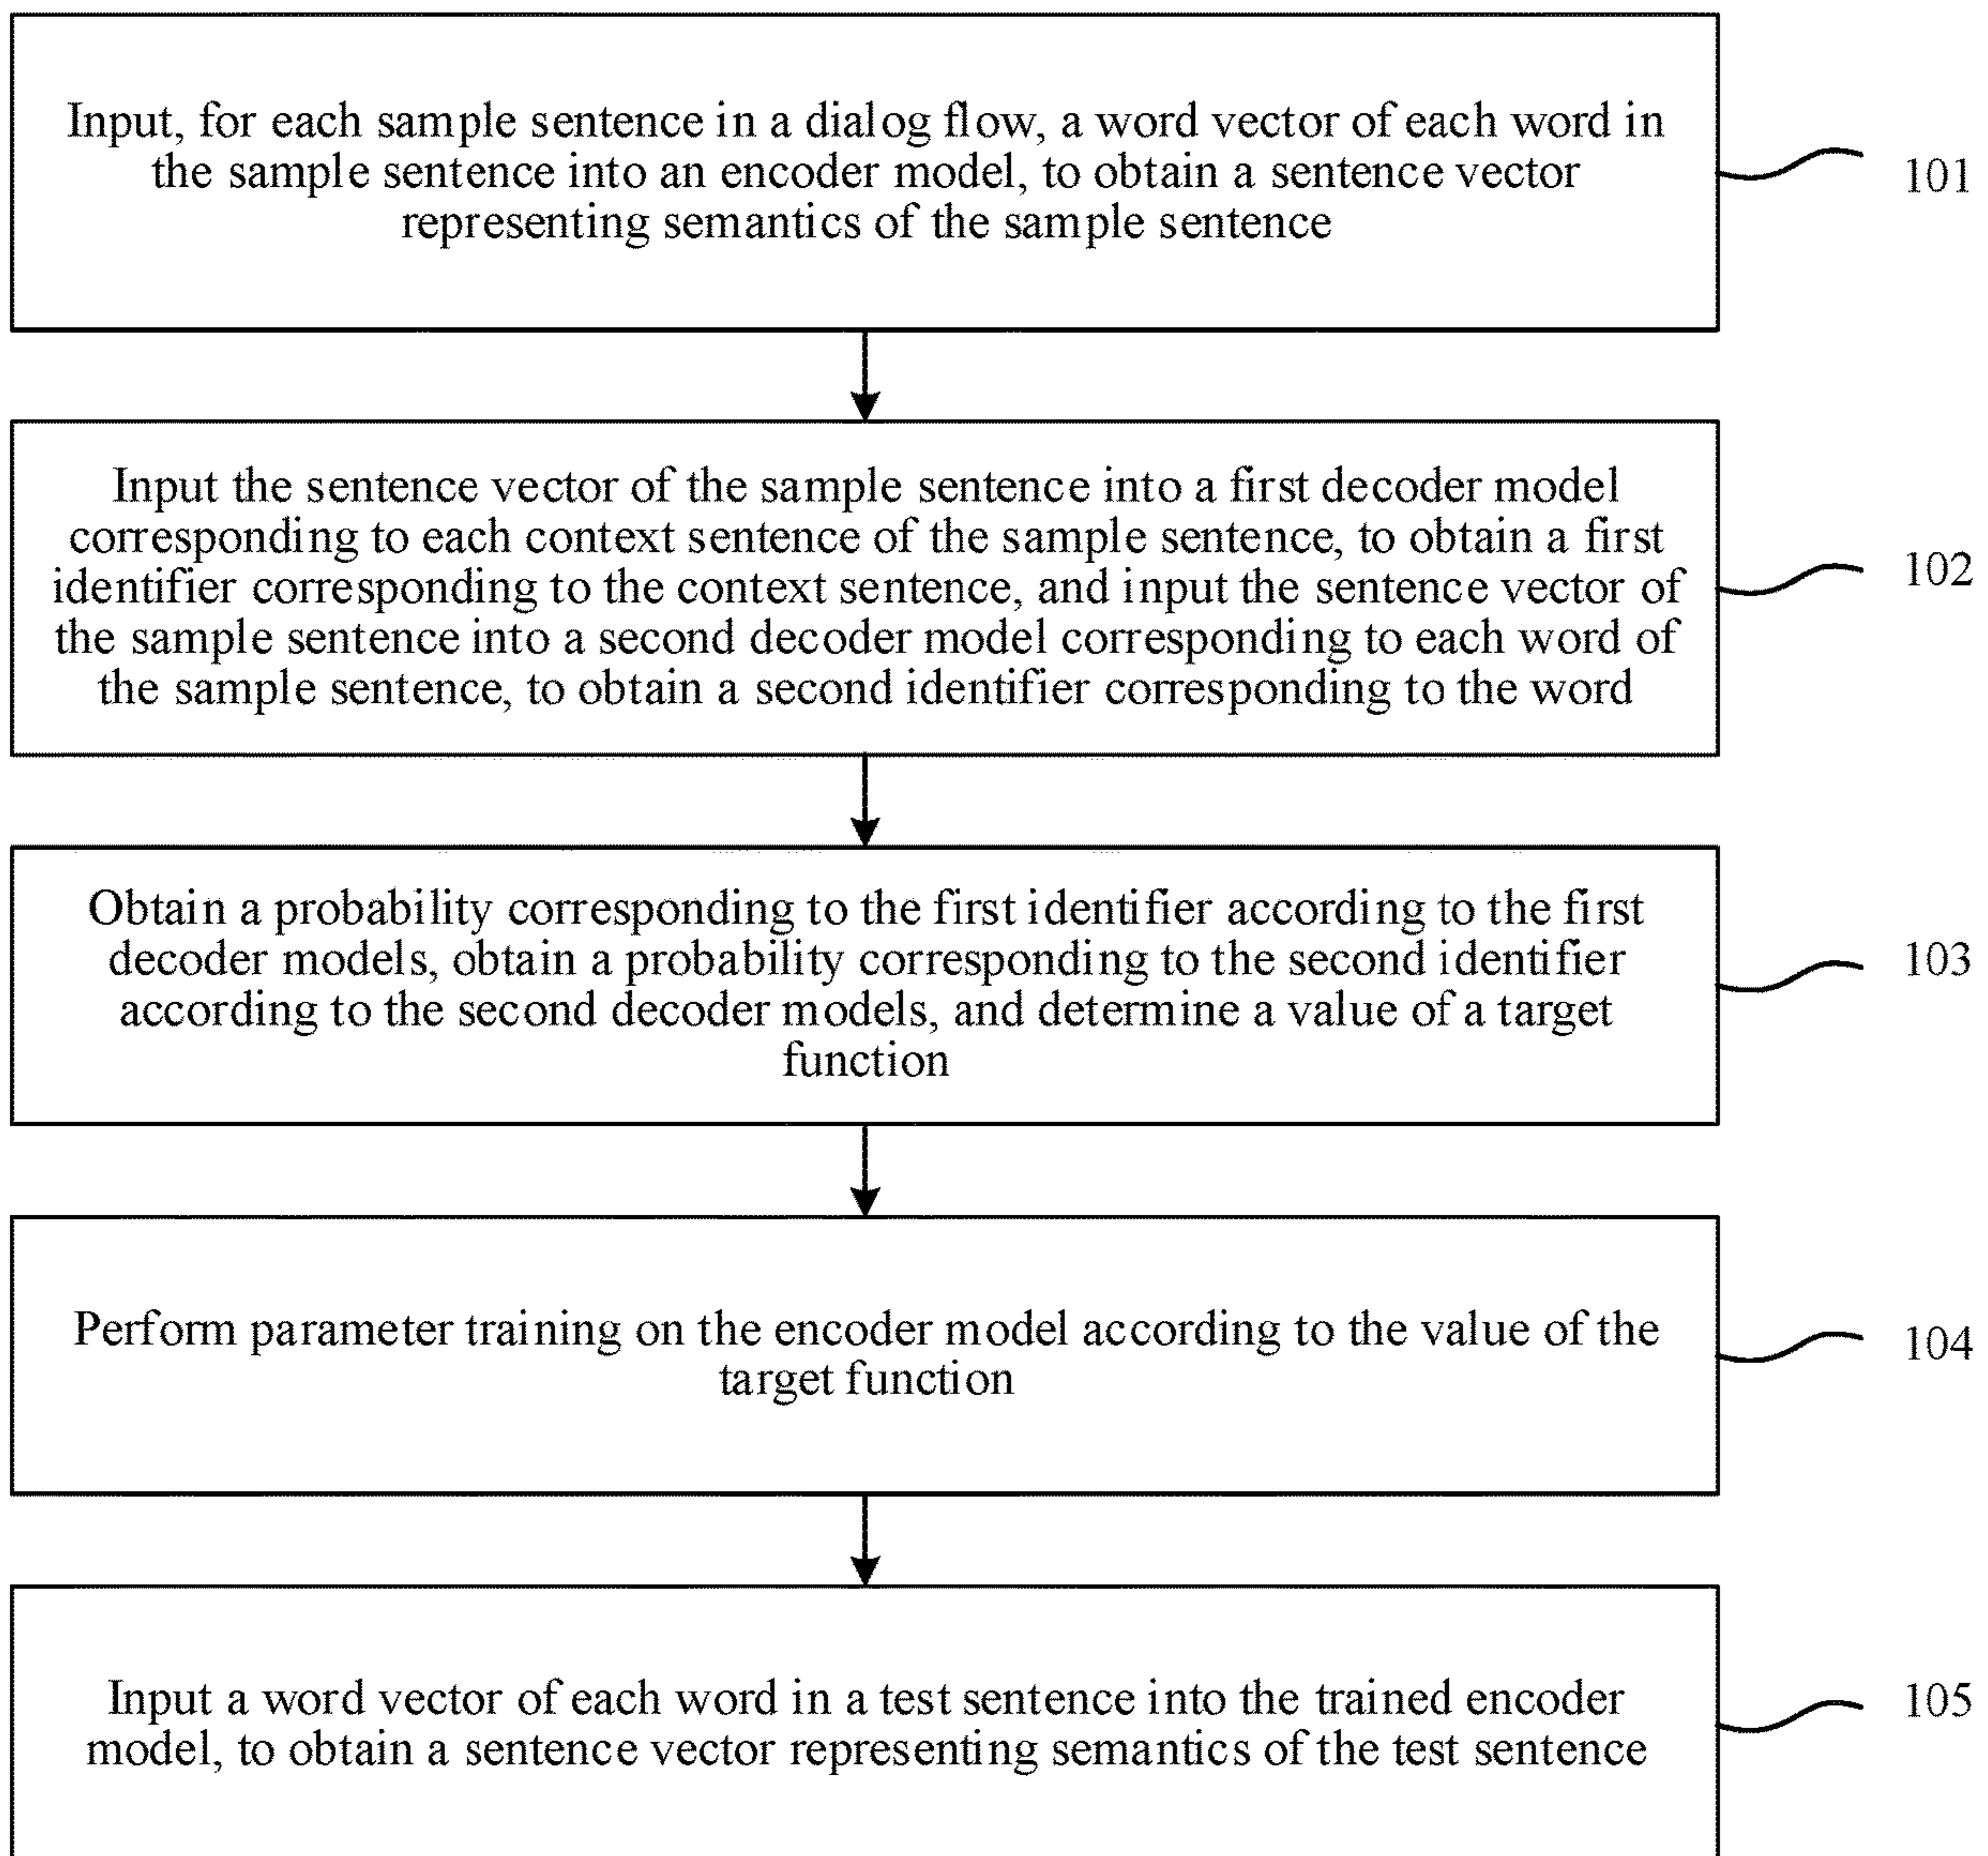 Input, for each sample sentence in a dialog flow, a word vector of each word in
the sample sentence into an encoder model, to obtain a sentence vector
representing semantics of the sample sentence
101
Input the sentence vector of the sample sentence into a first decoder model
corresponding to each context sentence of the sample sentence, to obtain a first
identifier corresponding to the context sentence, and input the sentence vector of
the sample sentence into a second decoder model corresponding to each word of
the sample sentence, to obtain a second identifier corresponding to the word
102
Obtain a probability corresponding to the first identifier according to the first
decoder models, obtain a probability corresponding to the second identifier
according to the second decoder models, and determine a value of a target
function
103
Perform parameter training on the encoder model according to the value of the
target function
104
Input a word vector of each word in a test sentence into the trained encoder
model, to obtain a sentence vector representing semantics of the test sentence
105